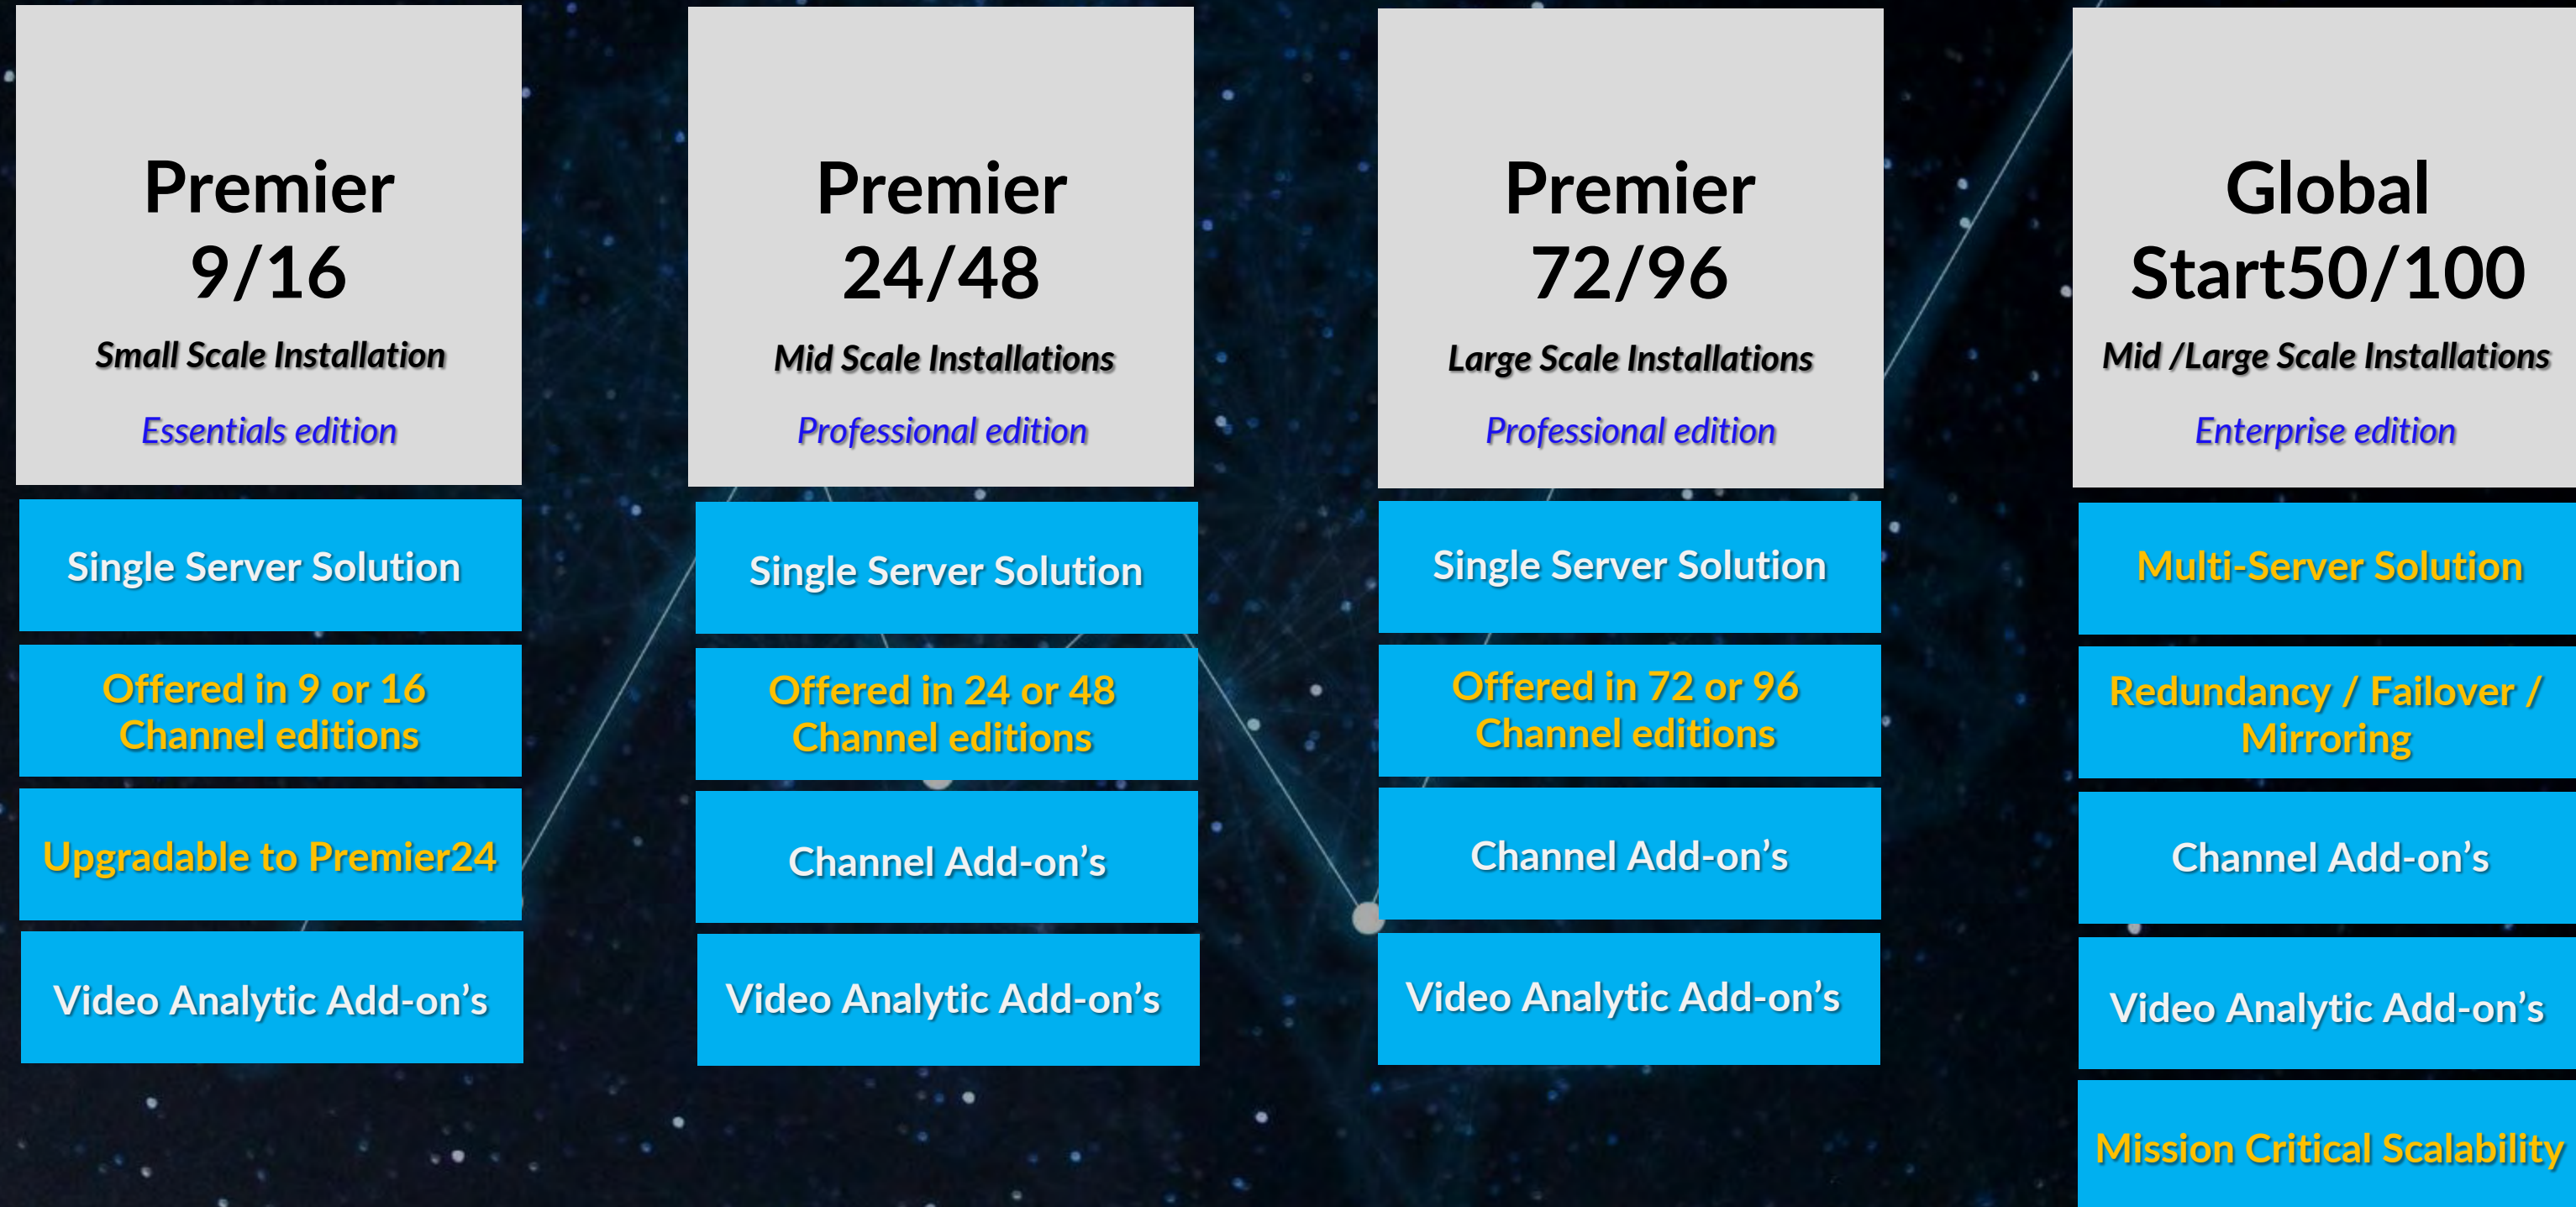 Premier
9/16
Small Scale Installation
Essentials edition
Single Server Solution
Offered in 9 or 16
Channel editions
Upgradable to Premier24
Video Analytic Add-on’s
Premier
24/48
Mid Scale Installations
Professional edition
Single Server Solution
Offered in 24 or 48
Channel editions
Channel Add-on’s
Video Analytic Add-on’s
Premier
72/96
Large Scale Installations
Professional edition
Single Server Solution
Offered in 72 or 96
Channel editions
Channel Add-on’s
Video Analytic Add-on’s
Global
Start50/100
Mid /Large Scale Installations
Enterprise edition
Multi-Server Solution
Redundancy / Failover /
Mirroring
Channel Add-on’s
Video Analytic Add-on’s
Mission Critical Scalability